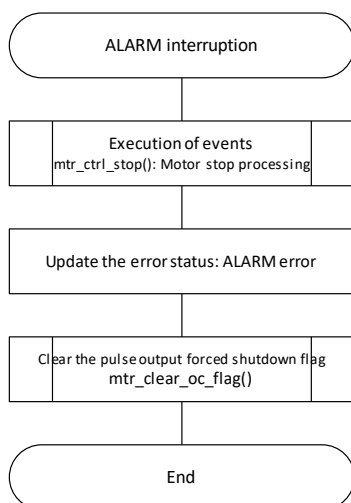 ALARM interruption
Execution of events
mtr_ctrl_stop(): Motor stop processing
Update the error status: ALARM error
Clear the pulse output forced shutdown flag
mtr_clear_oc_flag()
End